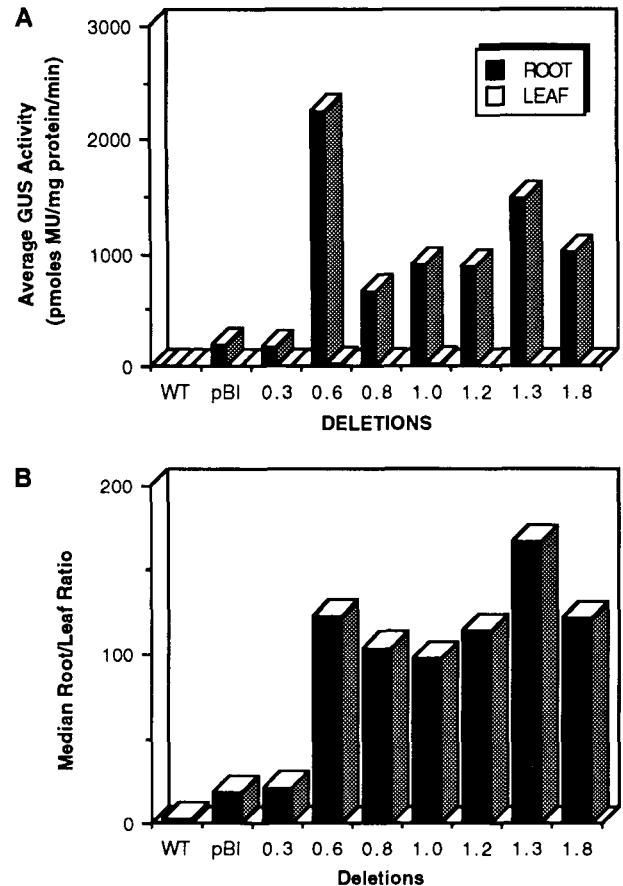 A
Average GUS Activity
(pmoles MU/mg protein/min)
3000
2000
1000
0
ROOT
LEAF
WT pBI 0.3 0.6 0.8 1.0 1.2 1.3 1.8
DELETIONS
B
Median Root/Leaf Ratio
200
100
0
WT pBI 0.3 0.6 0.8 1.0 1.2 1.3 1.8
Deletions